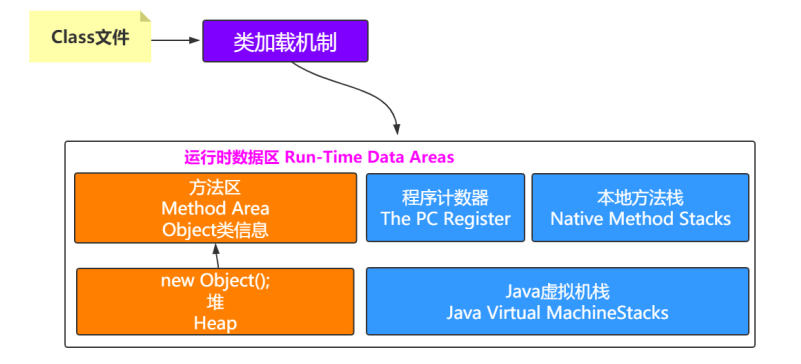 Class文件
类加载机制
运行时数据区 Run-Time Data Areas
方法区
Method Area
Object类信息
程序计数器
The PC Register
本地方法栈
Native Method Stacks
new Object();
堆
Heap
Java虚拟机栈
Java Virtual MachineStacks